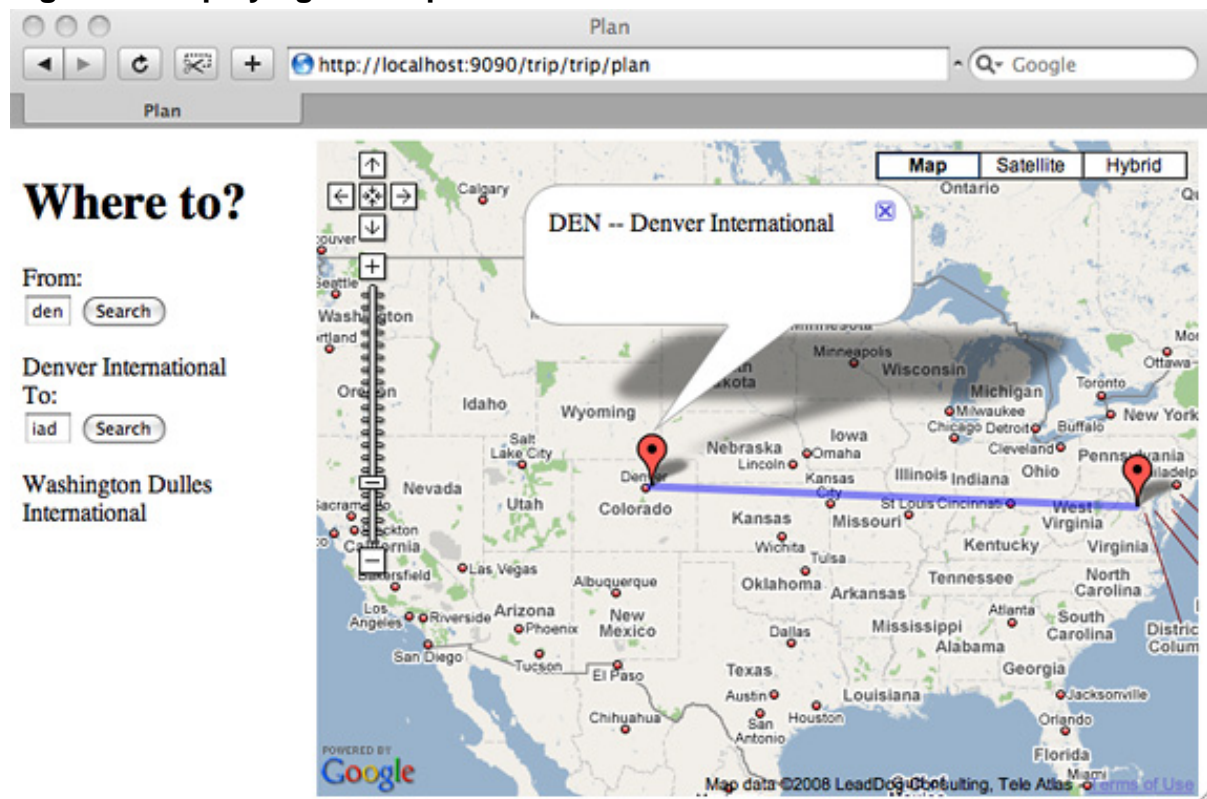 Plan
http://localhost:9090/trip/trip/plan
Google
Plan
Where to?
From:
den Search
Denver International
To:
iad Search
Washington Dulles
International
Map Satellite Hybrid
DEN -- Denver International
Calgary
Ontario
Seattle
Washington
Minneapolis
Wisconsin
Ottawa
Michigan
Toronto
Oregon
Idaho
Wyoming
Milwaukee
New York
Chicago Detroit Buffalo
Salt
Lake City
Nebraska
Iowa
Omaha
Lincoln
Cleveland
Pennsylvania
Illinois Indiana Ohio
Denver
Kansas
City
Nevada
Utah
Colorado
St Louis Cincinnati
West
Virginia
Kansas
Missouri
California
Wichita
Kentucky
Virginia
Tulsa
Bakersfield
Las Vegas
Albuquerque
Oklahoma
Arkansas
Tennessee
North
Carolina
Los
Angeles
Riverside
Arizona
Phoenix
New
Mexico
Dallas
Mississippi
Atlanta
South
Carolina
Alabama
San Diego
Tucson
El Paso
Texas
Georgia
Austin
Louisiana
Jacksonville
Chihuahua
San
Antonio
Houston
Orlando
Florida
Miami
POWERED BY
Google
Map data ©2008 LeadDog Consulting, Tele Atlas - Terms of Use